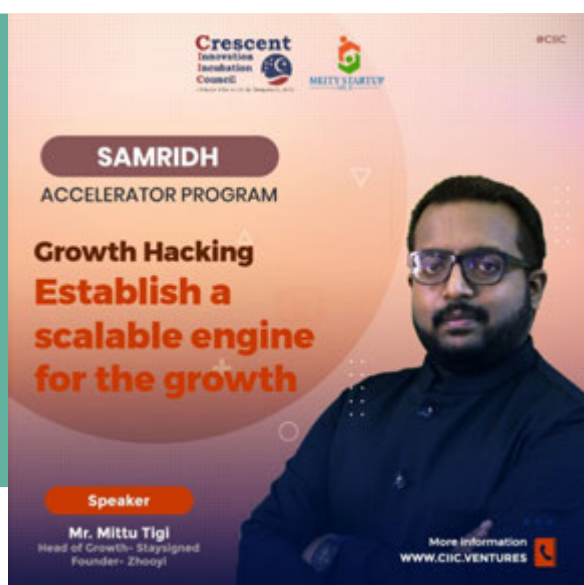 #CIIC
Crescent
Innovation
Incubation
Council
MEITY STARTUP
SAMRIDH
ACCELERATOR PROGRAM
Growth Hacking
Establish a
scalable engine
for the growth
Speaker
Mr. Mittu Tigi
Head of Growth- Staysigned
Founder- Zhooyi
More information
WWW.CIIC.VENTURES